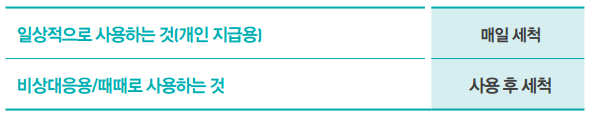 일상적으로 사용하는 것(개인 지급용) 매일 세척
비상대응용/때때로 사용하는 것 사용 후 세척